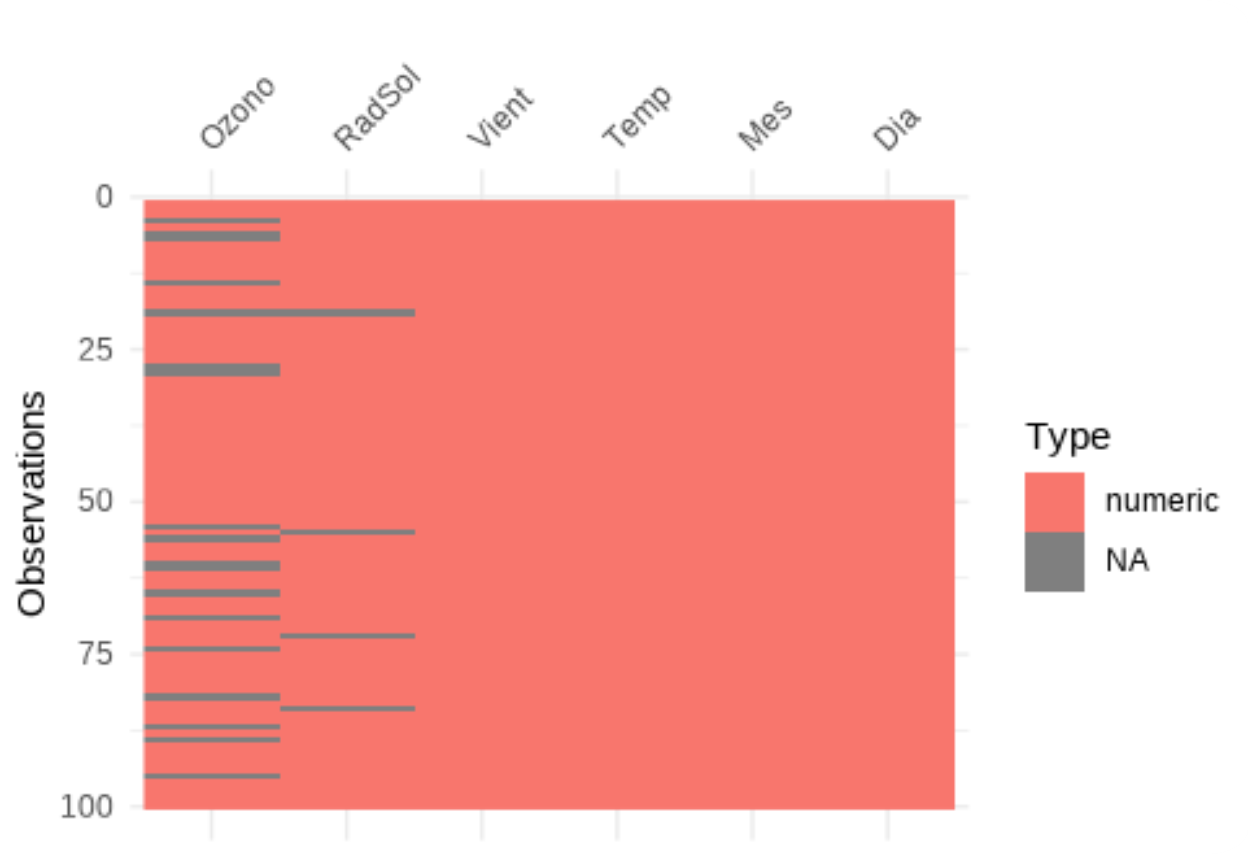 Ozono
RadSol
Vient
Temp
Mes
Dia
0
25
50
75
100
Observations
Type
numeric
NA